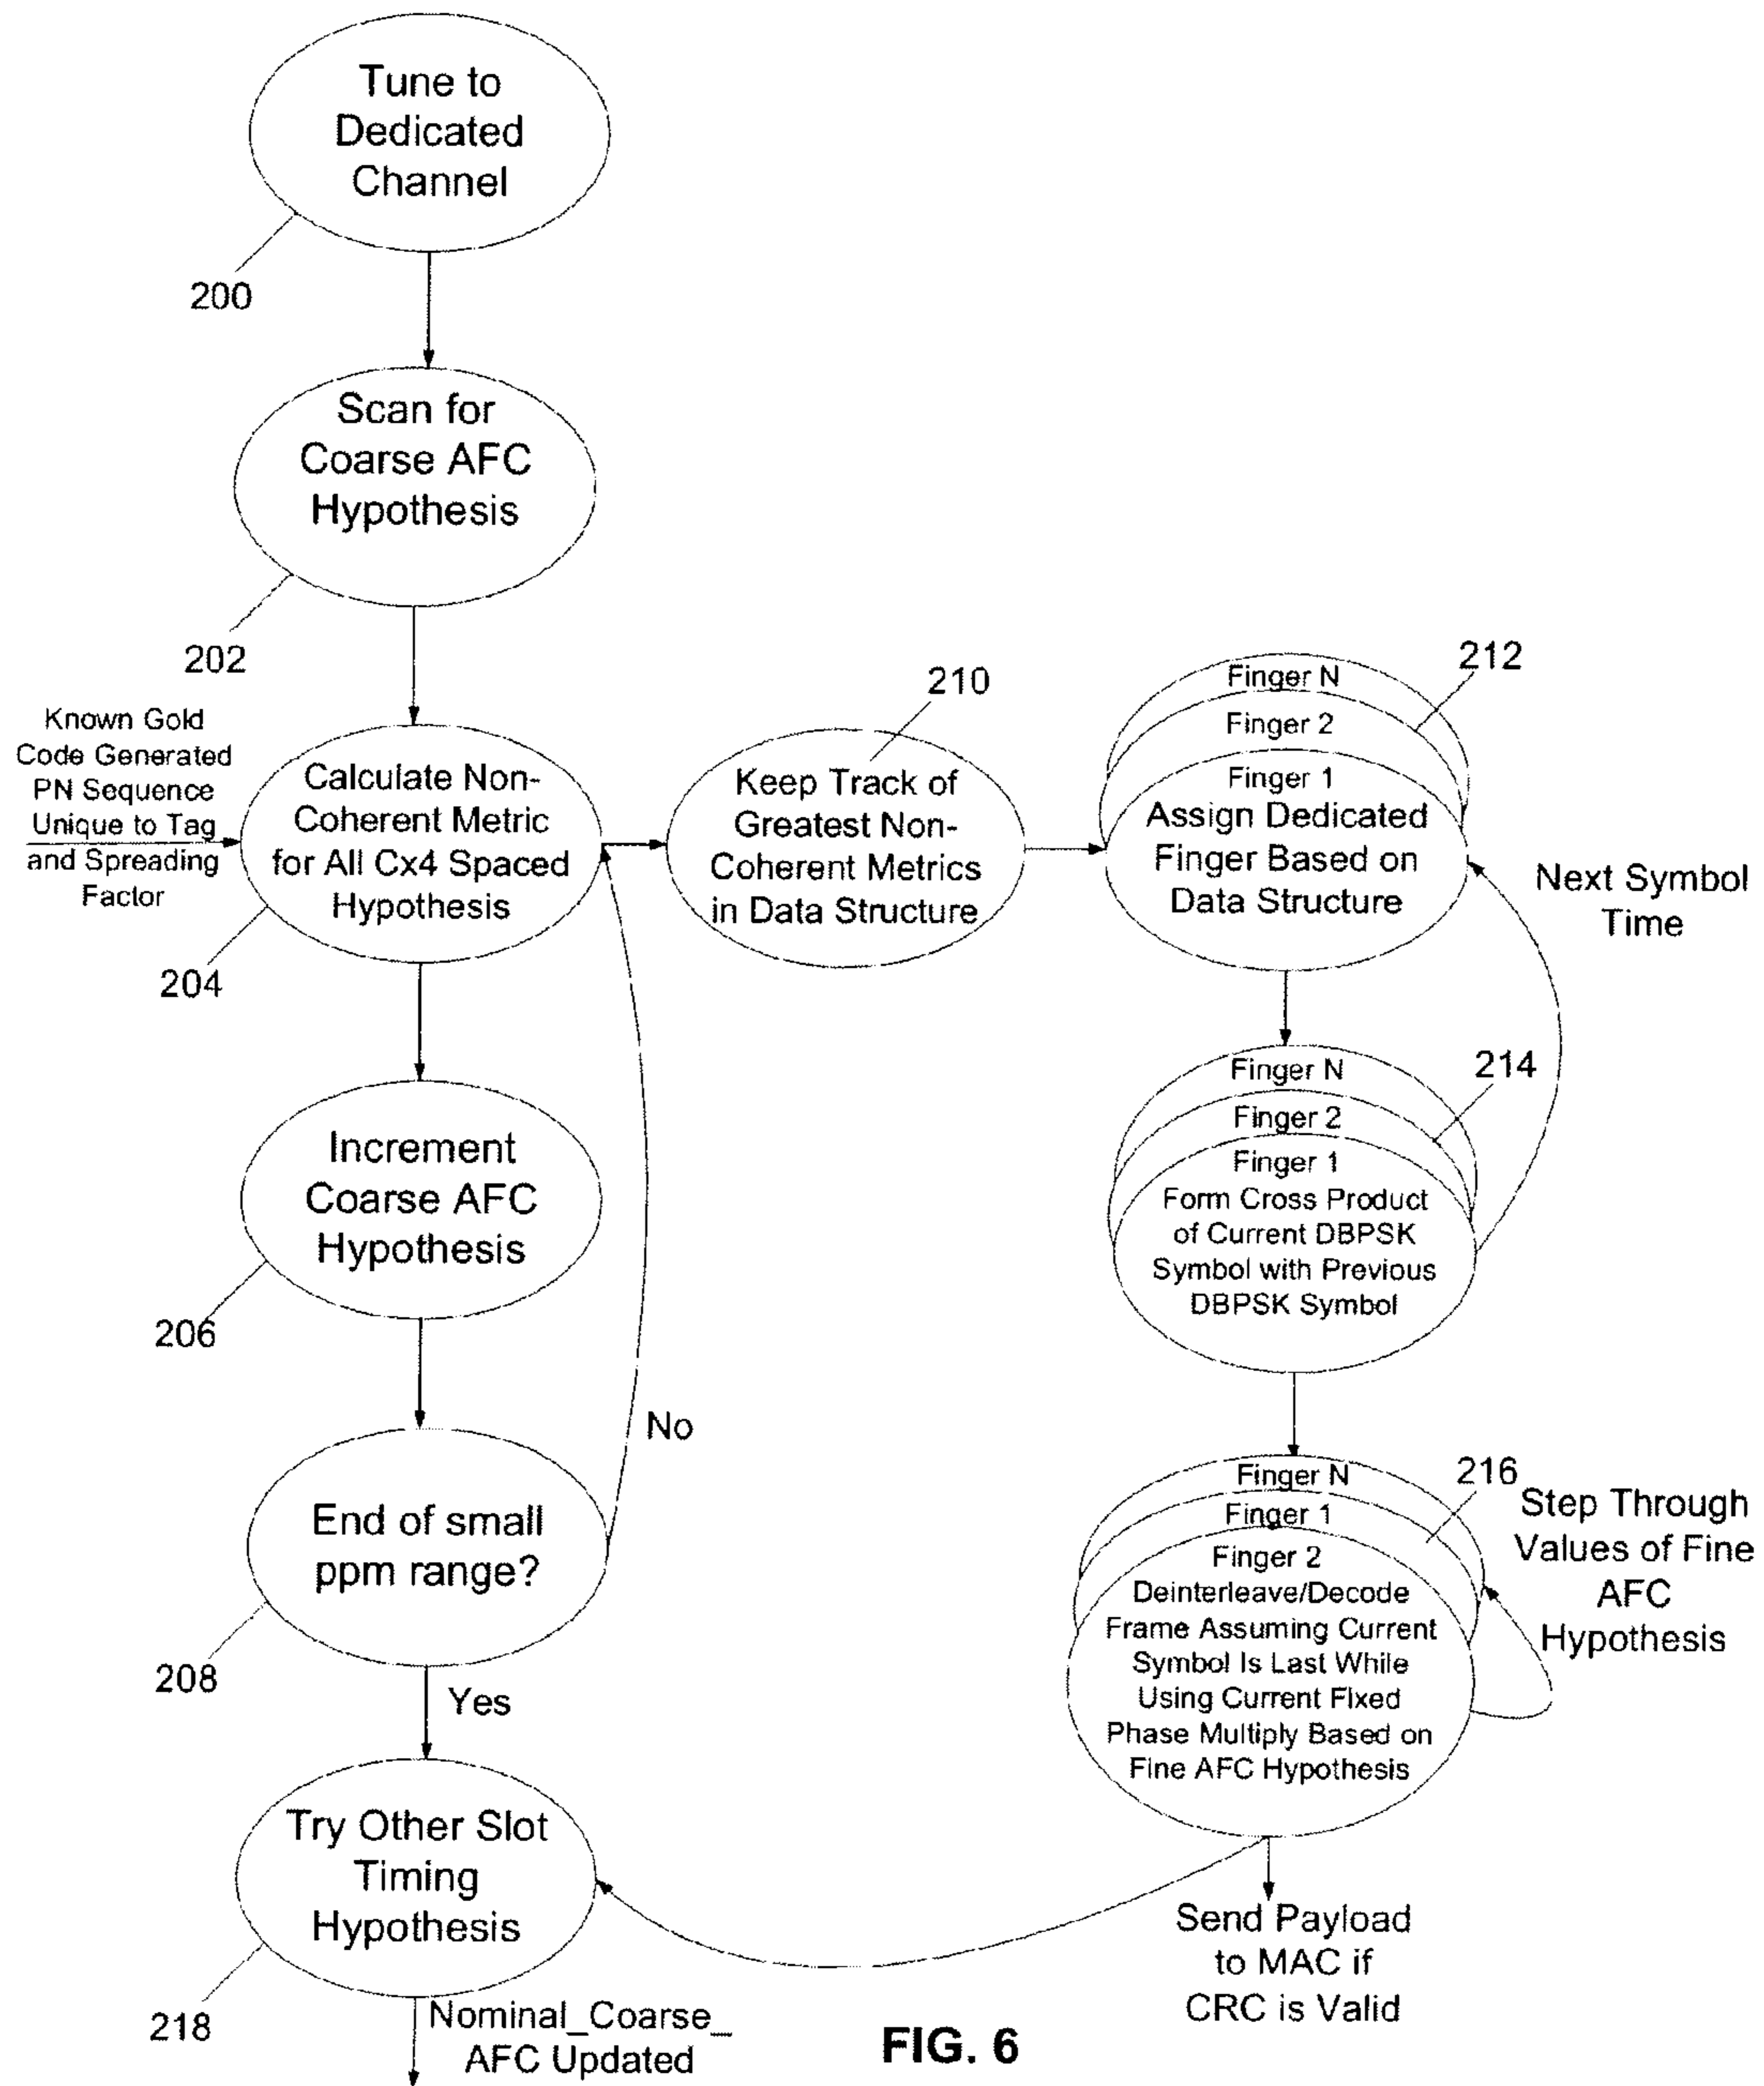 Tune to
Dedicated
Channel
200
Scan for
Coarse AFC
Hypothesis
202
Known Gold
Code Generated
PN Sequence
Unique to Tag
and Spreading
Factor
Calculate Non-
Coherent Metric
for All Cx4 Spaced
Hypothesis
204
210
Keep Track of
Greatest Non-
Coherent Metrics
in Data Structure
212
Finger N
Finger 2
Finger 1
Assign Dedicated
Finger Based on
Data Structure
Next Symbol
Time
Increment
Coarse AFC
Hypothesis
206
214
Finger N
Finger 2
Finger 1
Form Cross Product
of Current DBPSK
Symbol with Previous
DBPSK Symbol
No
End of small
ppm range?
208
Yes
216
Finger N
Finger 1
Finger 2
Deinterleave/Decode
Frame Assuming Current
Symbol Is Last While
Using Current Fixed
Phase Multiply Based on
Fine AFC Hypothesis
Step Through
Values of Fine
AFC
Hypothesis
Try Other Slot
Timing
Hypothesis
218
Nominal_Coarse_
AFC Updated
Send Payload
to MAC if
CRC is Valid
FIG. 6